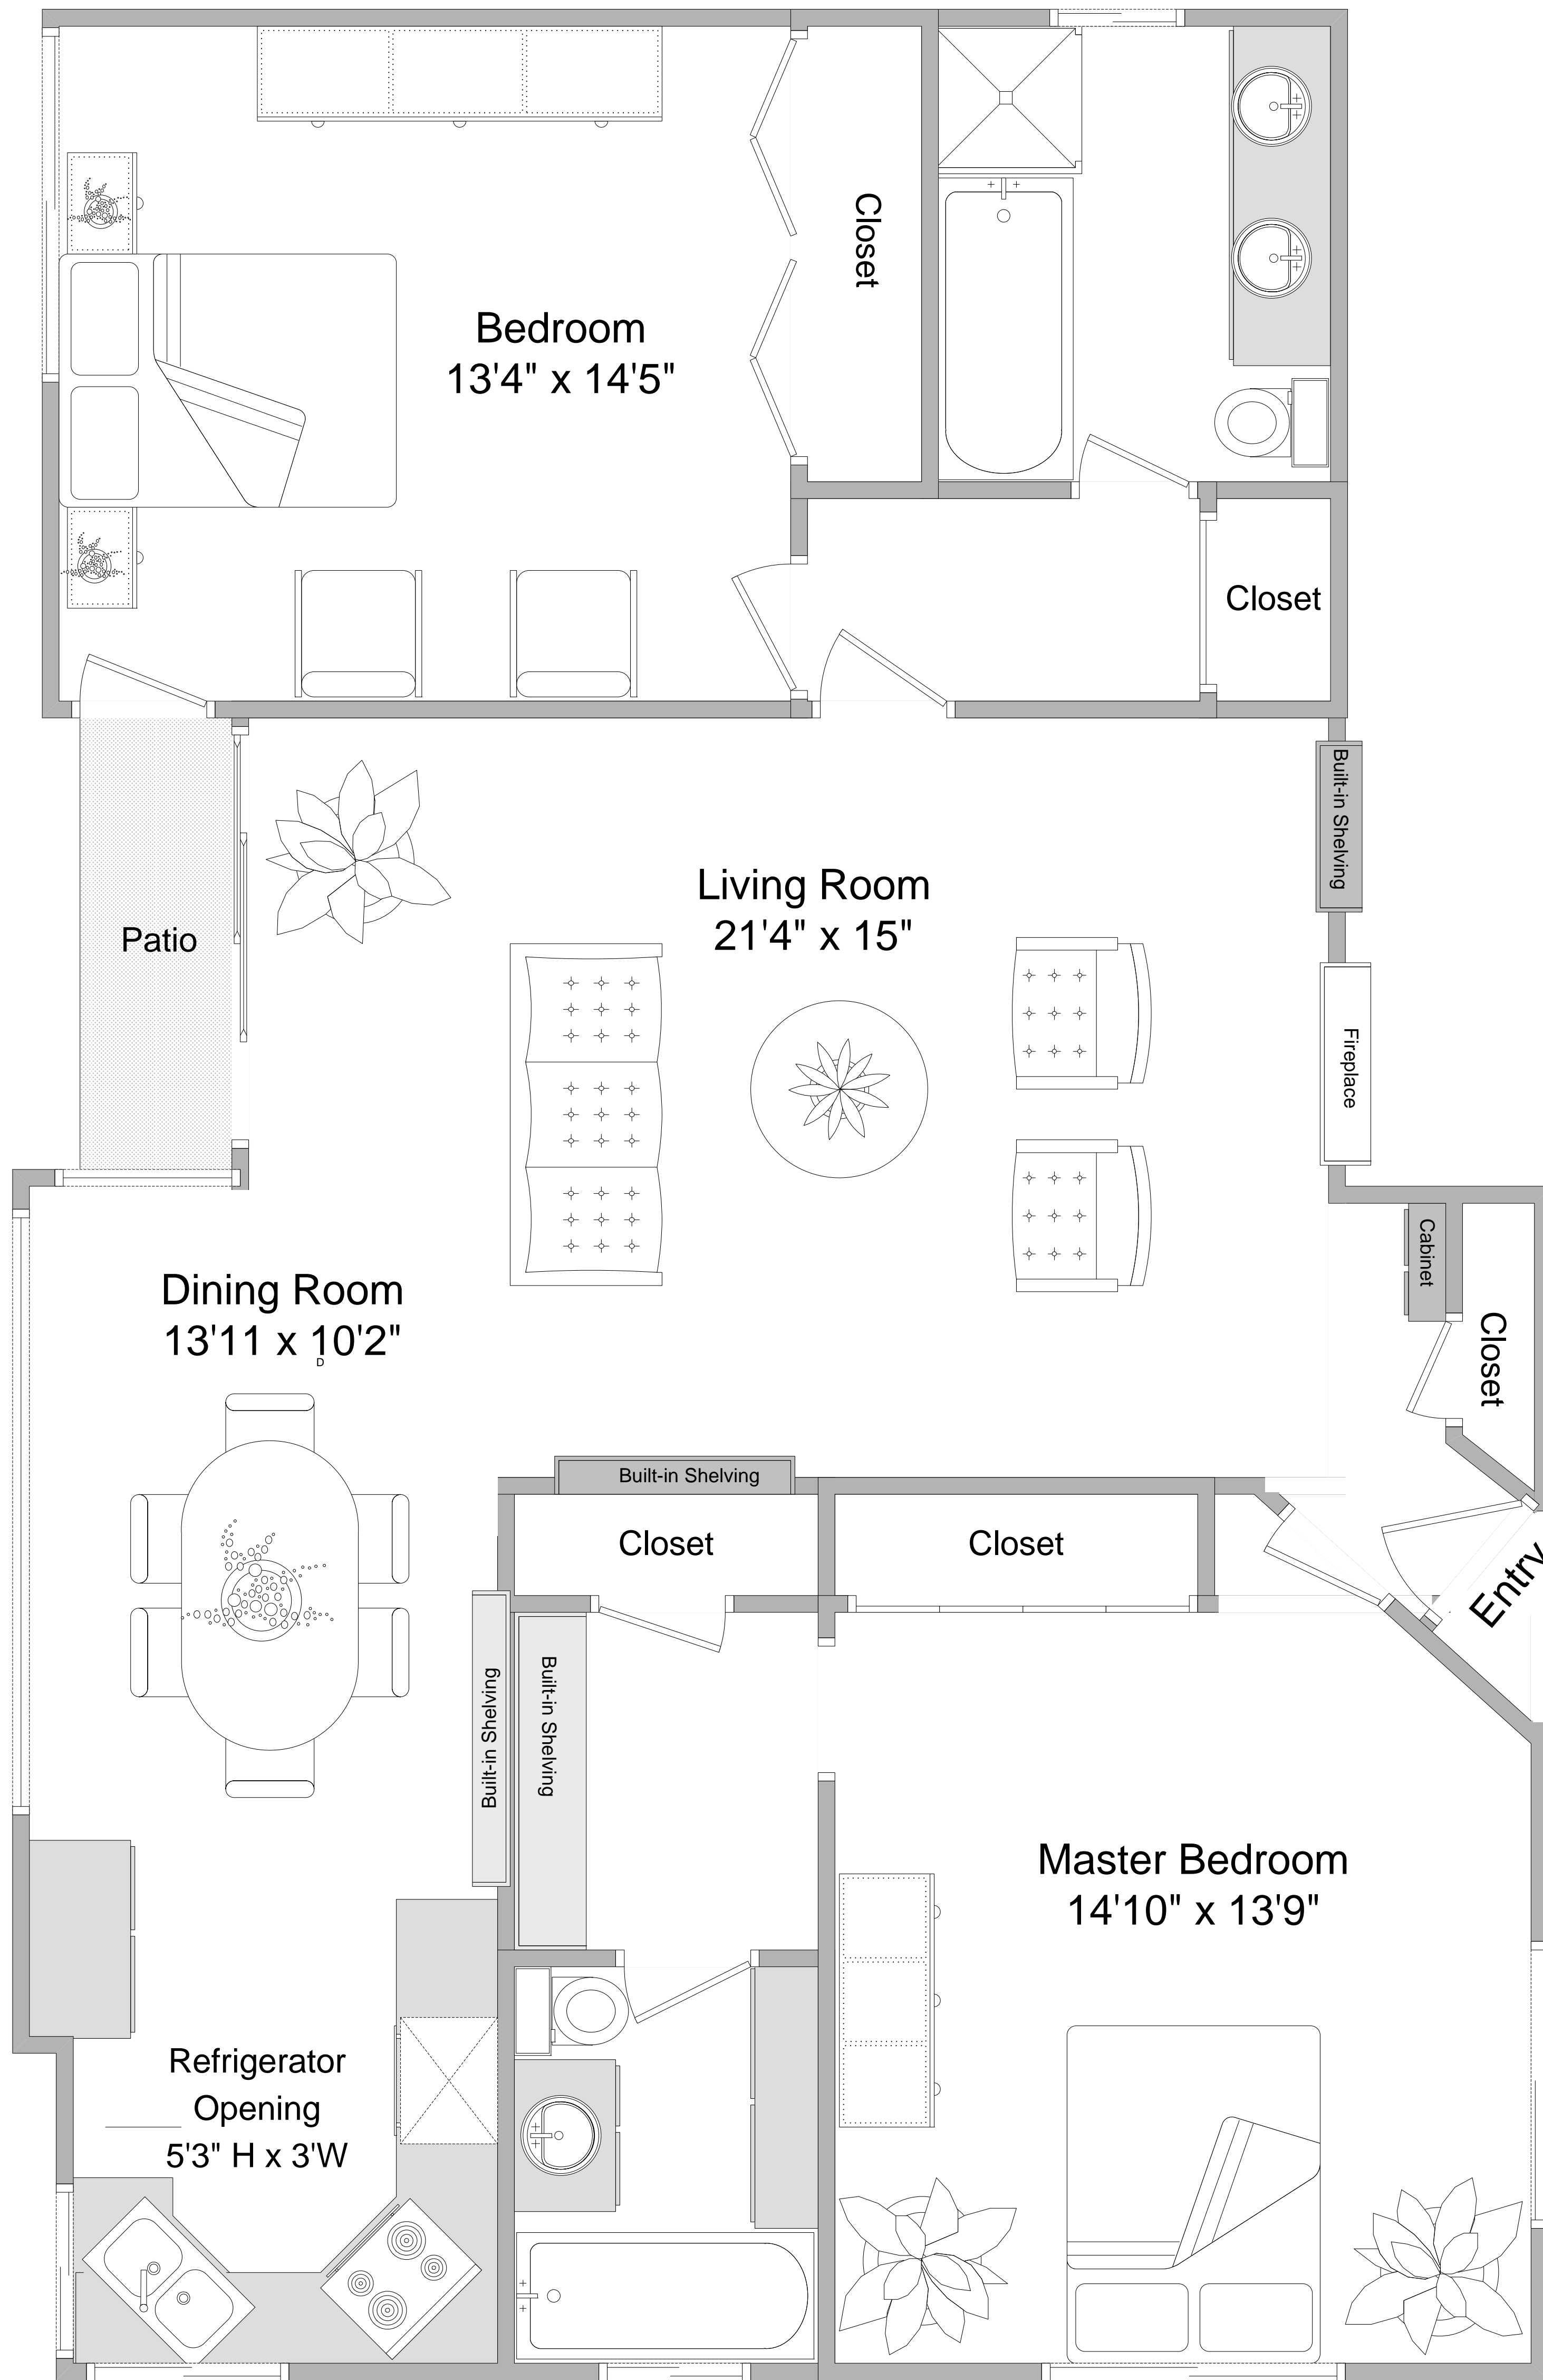 Closet
Bedroom
13'4" x 14'5"
Closet
Built-in Shelving
Living Room
21'4" x 15"
Patio
Fireplace
Cabinet
Dining Room
13'11 x 10'2"
D
Closet
Built-in Shelving
Closet
Closet
Entry
Built-in Shelving
Built-in Shelving
Master Bedroom
14'10" x 13'9"
Refrigerator
Opening
5'3" H x 3'W